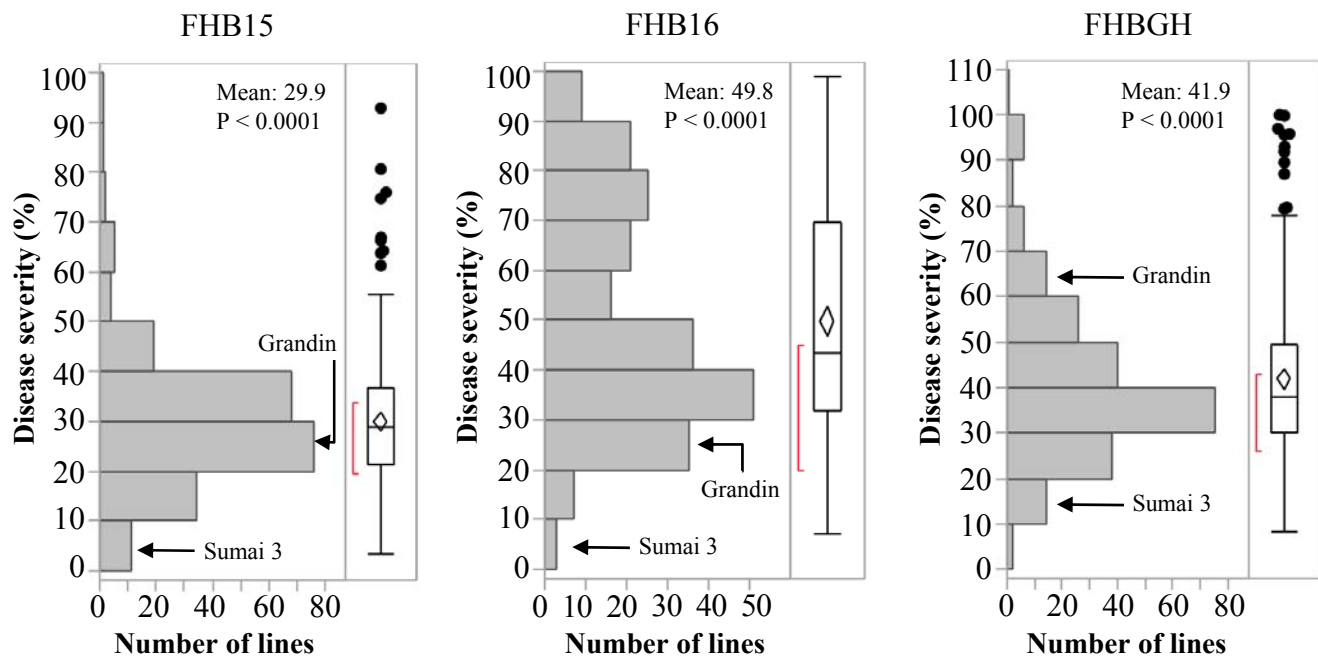 FHB15
Disease severity (%)
100
90
80
70
60
50
40
30
20
10
0
Mean: 29.9
P < 0.0001
Grandin
Sumai 3
0 20 40 60 80
Number of lines
FHB16
Disease severity (%)
100
90
80
70
60
50
40
30
20
10
0
Mean: 49.8
P < 0.0001
Grandin
Sumai 3
0 10 20 30 40 50
Number of lines
FHBGH
Disease severity (%)
110
100
90
80
70
60
50
40
30
20
10
0
Mean: 41.9
P < 0.0001
Grandin
Sumai 3
0 20 40 60 80
Number of lines